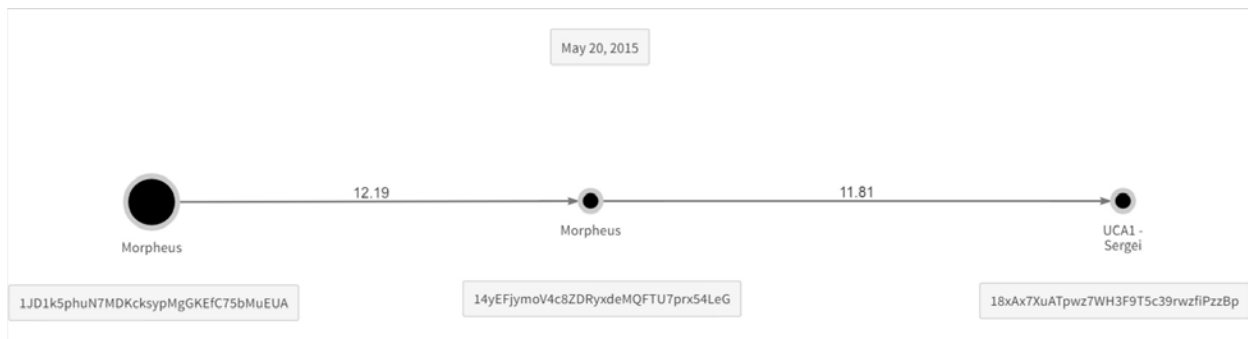 May 20, 2015
12.19
11.81
Morpheus
Morpheus
UCA1 -
Sergei
1JD1k5phuN7MDKcksypMgGKEfC75bMuEUA
14yEFjymoV4c8ZDRyxdeMQFTU7prx54LeG
18xAx7XuATpwz7WH3F9T5c39rwzfiPzzBp